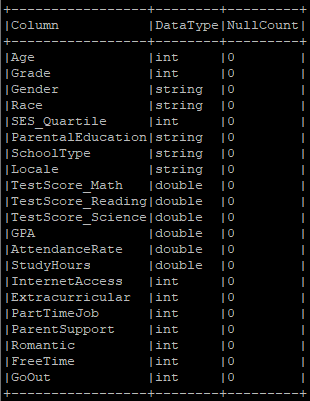 +-----------------+--------+---------+
|Column           |DataType|NullCount|
+-----------------+--------+---------+
|Age              |int     |0        |
|Grade            |int     |0        |
|Gender           |string  |0        |
|Race             |string  |0        |
|SES_Quartile     |int     |0        |
|ParentalEducation|string  |0        |
|SchoolType       |string  |0        |
|Locale           |string  |0        |
|TestScore_Math   |double  |0        |
|TestScore_Reading|double  |0        |
|TestScore_Science|double  |0        |
|GPA              |double  |0        |
|AttendanceRate   |double  |0        |
|StudyHours       |double  |0        |
|InternetAccess   |int     |0        |
|Extracurricular  |int     |0        |
|PartTimeJob      |int     |0        |
|ParentSupport    |int     |0        |
|Romantic         |int     |0        |
|FreeTime         |int     |0        |
|GoOut            |int     |0        |
+-----------------+--------+---------+